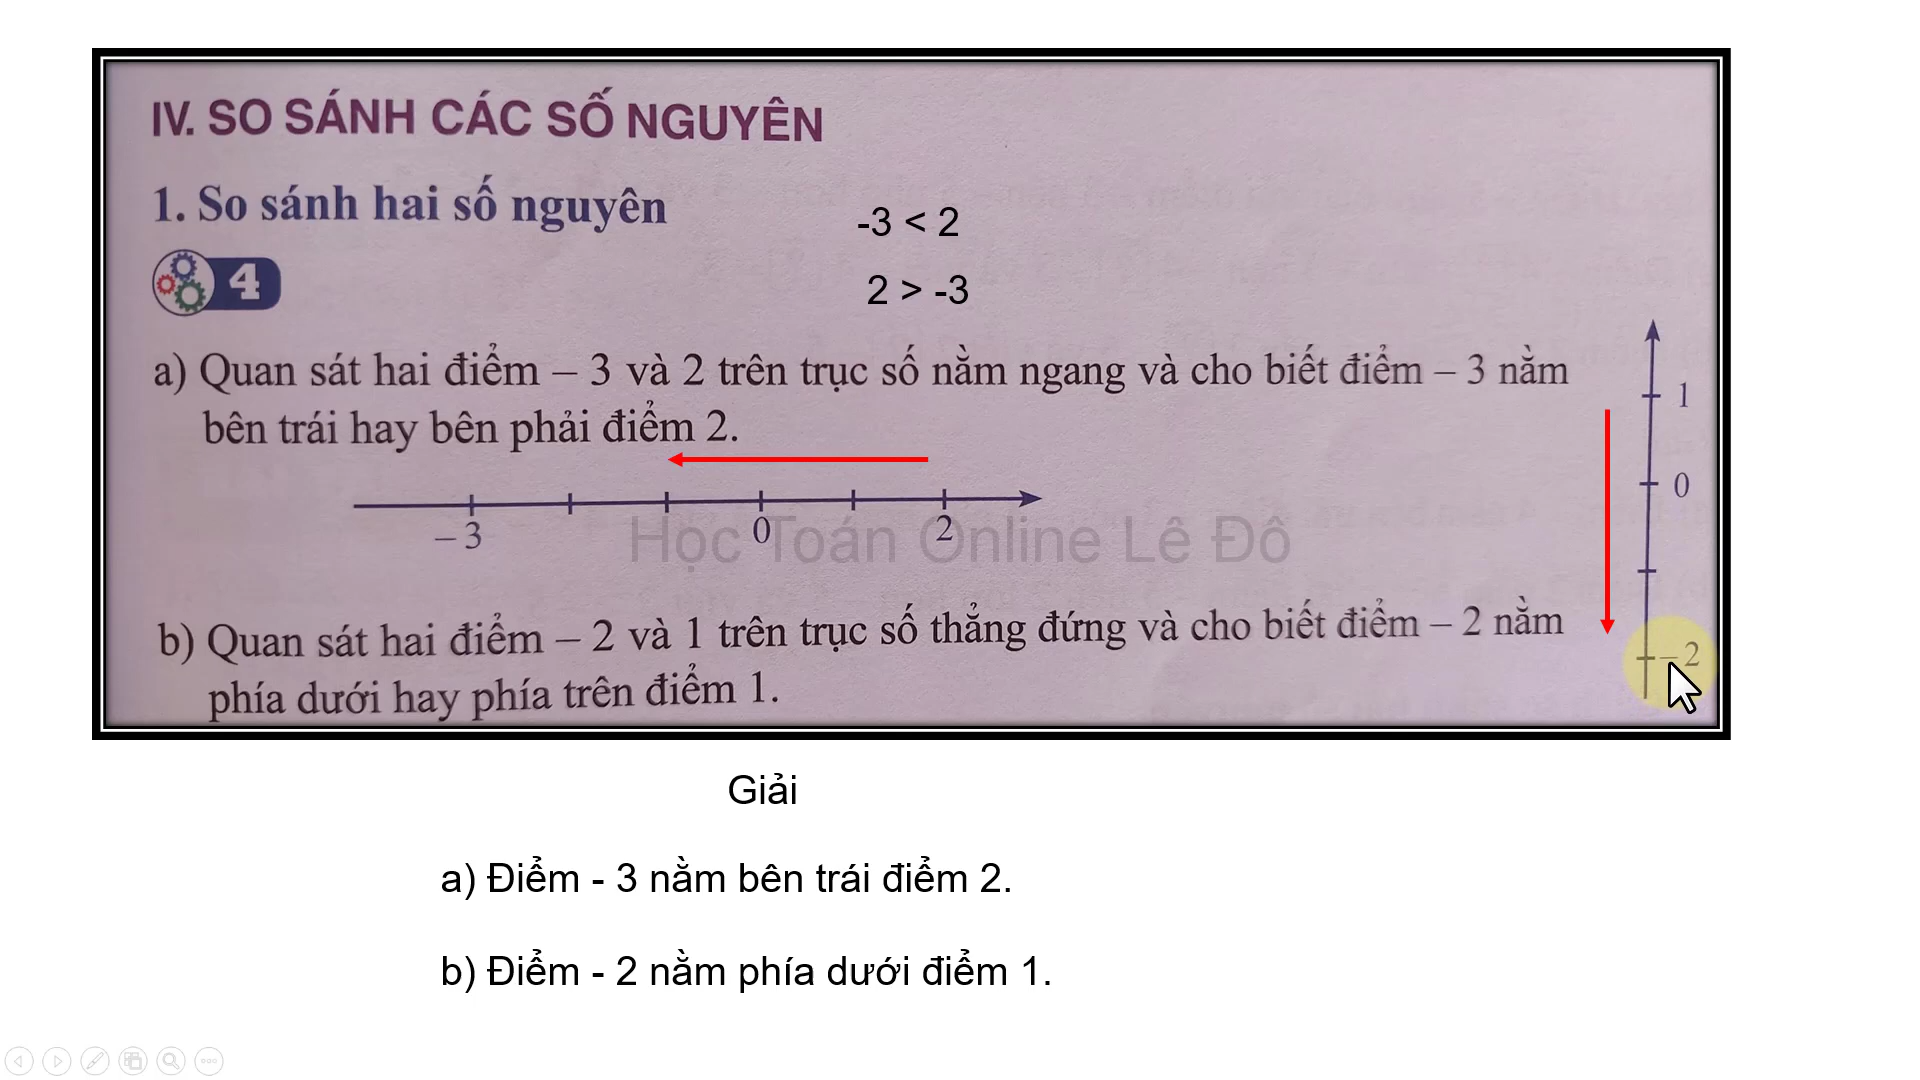 IV. SO SÁNH CÁC SỐ NGUYÊN
1. So sánh hai số nguyên
-3 < 2
4
2 > -3
a) Quan sát hai điểm – 3 và 2 trên trục số nằm ngang và cho biết điểm – 3 nằm
bên trái hay bên phải điểm 2.
1
0
– 3 0 2
Học Toán Online Lê Đô
b) Quan sát hai điểm – 2 và 1 trên trục số thẳng đứng và cho biết điểm – 2 nằm
phía dưới hay phía trên điểm 1.
– 2
Giải
a) Điểm - 3 nằm bên trái điểm 2.
b) Điểm - 2 nằm phía dưới điểm 1.